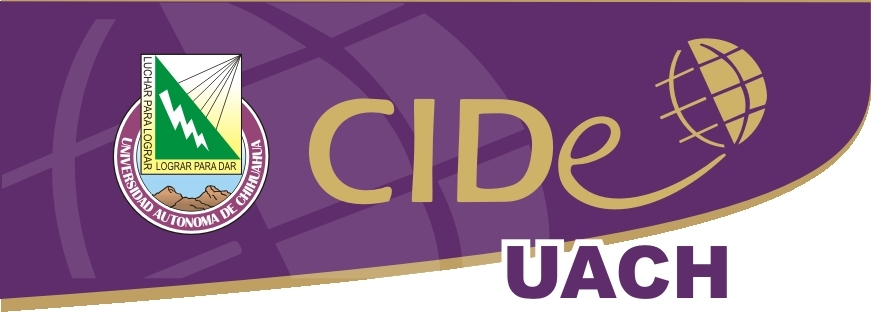 LUCHAR PARA LOGRAR
LOGRAR PARA DAR
UNIVERSIDAD AUTONOMA DE CHIHUAHUA
CIDe
UACH